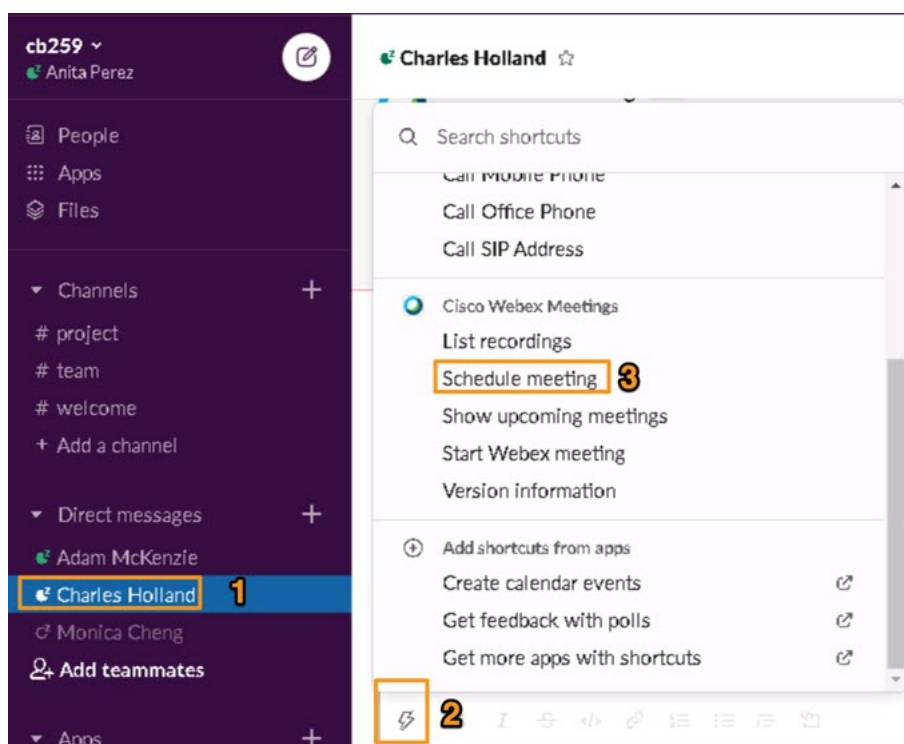 cb259
Anita Perez
People
Apps
Files
Channels
# project
# team
# welcome
+ Add a channel
Direct messages
Adam McKenzie
Charles Holland
1
Monica Cheng
Add teammates
Apps
Charles Holland
Search shortcuts
Call Mobile Phone
Call Office Phone
Call SIP Address
Cisco Webex Meetings
List recordings
Schedule meeting 3
Show upcoming meetings
Start Webex meeting
Version information
Add shortcuts from apps
Create calendar events
Get feedback with polls
Get more apps with shortcuts
2